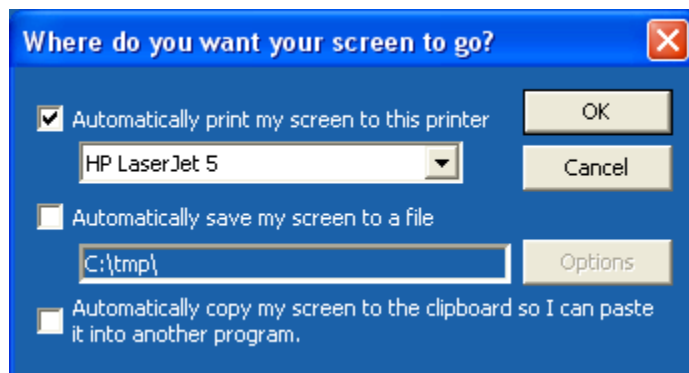 Where do you want your screen to go?
Automatically print my screen to this printer
OK
HP LaserJet 5
Cancel
Automatically save my screen to a file
C:\tmp\
Options
Automatically copy my screen to the clipboard so I can paste
it into another program.